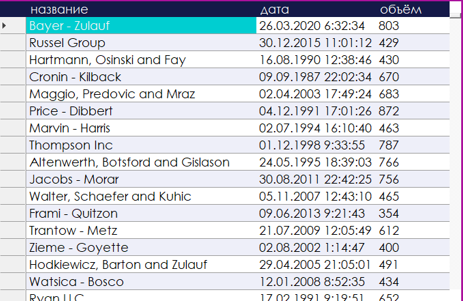 название дата объём
Bayer - Zulauf 26.03.2020 6:32:34 803
Russel Group 30.12.2015 11:01:12 429
Hartmann, Osinski and Fay 16.08.1990 12:38:46 430
Cronin - Kilback 09.09.1987 22:02:34 670
Maggio, Predovic and Mraz 02.04.2003 17:49:24 683
Price - Dibbert 04.12.1991 17:01:26 872
Marvin - Harris 02.07.1994 16:10:40 463
Thompson Inc 01.12.1998 9:33:55 787
Altenwerth, Botsford and Gislason 24.05.1995 18:39:03 766
Jacobs - Morar 30.08.2011 22:42:25 756
Walter, Schaefer and Kuhic 05.11.2007 12:43:10 465
Frami - Quitzon 09.06.2013 9:21:43 354
Trantow - Metz 21.07.2009 12:05:49 612
Zieme - Goyette 02.08.2002 1:14:47 400
Hodkiewicz, Barton and Zulauf 29.04.2005 21:05:01 491
Watsica - Bosco 12.01.2008 8:52:35 434
Ryan LLC 17.02.1991 9:19:51 652